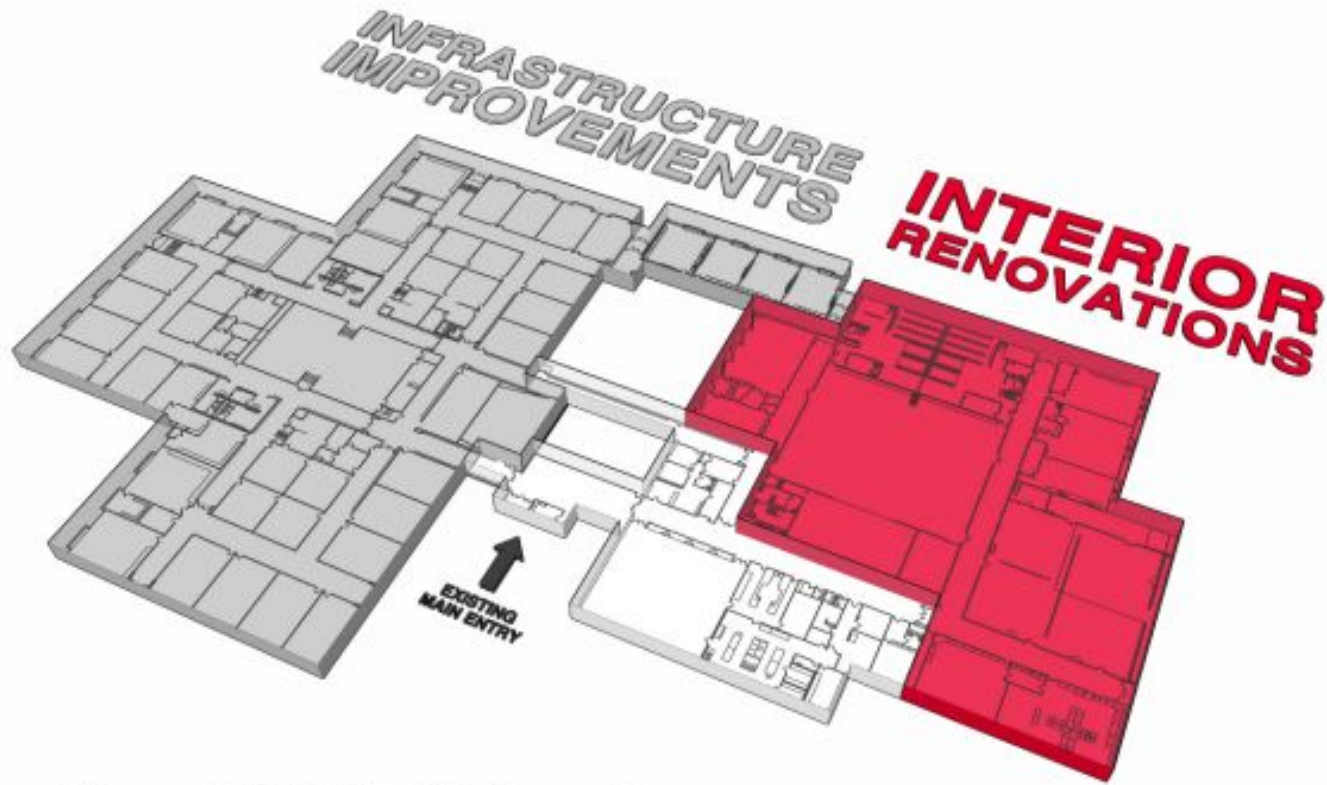 INFRASTRUCTURE
IMPROVEMENTS
INTERIOR
RENOVATIONS
EXISTING
MAIN ENTRY